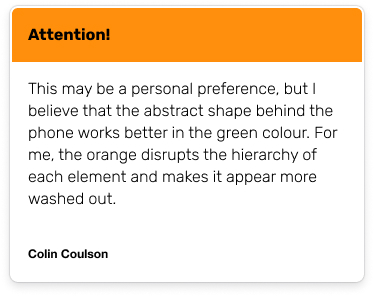 Attention!
This may be a personal preference, but I
believe that the abstract shape behind the
phone works better in the green colour. For
me, the orange disrupts the hierarchy of
each element and makes it appear more
washed out.
Colin Coulson